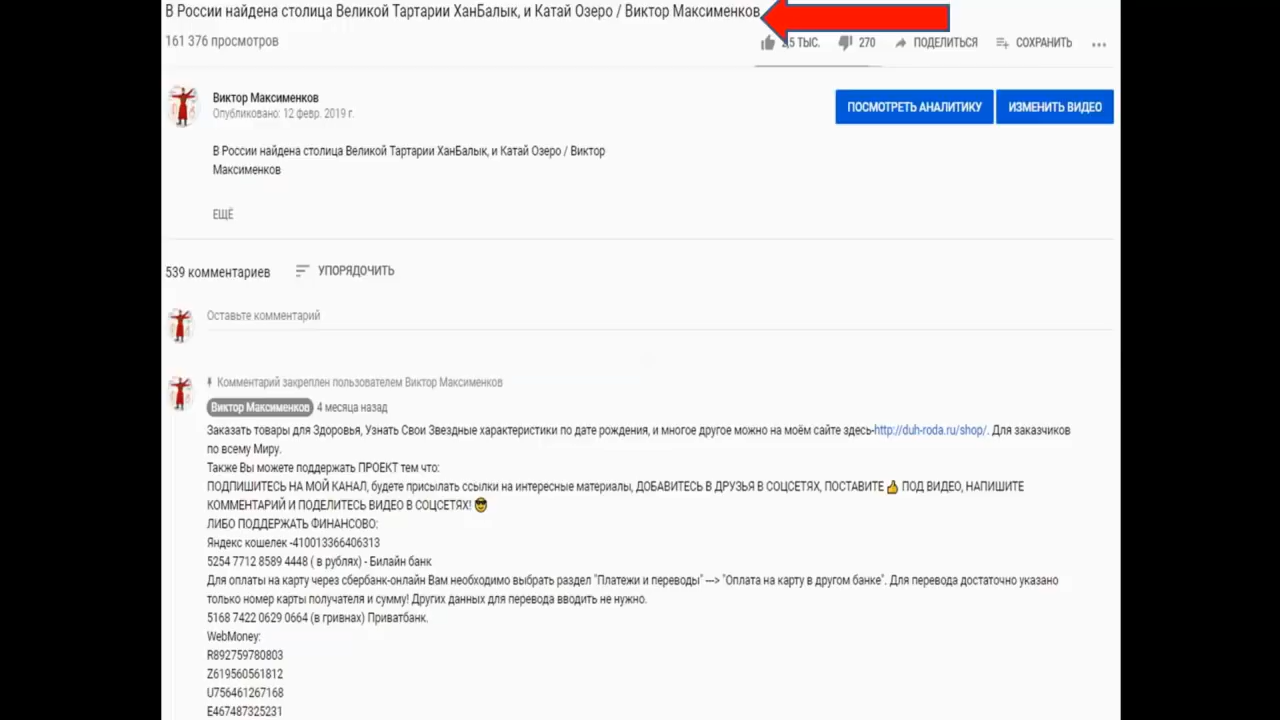 В России найдена столица Великой Тартарии ХанБалык, и Катай Озеро / Виктор Максименков
161 376 просмотров
ТЫС. 270 ПОДЕЛИТЬСЯ СОХРАНИТЬ
Виктор Максименков
Опубликовано: 12 февр. 2019 г.
ПОСМОТРЕТЬ АНАЛИТИКУ ИЗМЕНИТЬ ВИДЕО
В России найдена столица Великой Тартарии ХанБалык, и Катай Озеро / Виктор
Максименков
ЕЩЁ
539 комментариев УПОРЯДОЧИТЬ
Оставьте комментарий
Комментарий закреплен пользователем Виктор Максименков
Виктор Максименков 4 месяца назад
Заказать товары для Здоровья, Узнать Свои Звездные характеристики по дате рождения, и многое другое можно на моём сайте здесь-http://duh-roda.ru/shop/. Для заказчиков
по всему Миру.
Также Вы можете поддержать ПРОЕКТ тем что:
ПОДПИШИТЕСЬ НА МОЙ КАНАЛ, будете присылать ссылки на интересные материалы, ДОБАВИТЕСЬ В ДРУЗЬЯ В СОЦСЕТЯХ, ПОСТАВИТЕ 👍 ПОД ВИДЕО, НАПИШИТЕ
КОММЕНТАРИЙ И ПОДЕЛИТЕСЬ ВИДЕО В СОЦСЕТЯХ! 😎
ЛИБО ПОДДЕРЖАТЬ ФИНАНСОВО:
Яндекс кошелек -410013366406313
5254 7712 8589 4448 ( в рублях) - Билайн банк
Для оплаты на карту через сбербанк-онлайн Вам необходимо выбрать раздел "Платежи и переводы" ---> "Оплата на карту в другом банке". Для перевода достаточно указано
только номер карты получателя и сумму! Других данных для перевода вводить не нужно.
5168 7422 0629 0664 (в гривнах) Приватбанк.
WebMoney:
R892759780803
Z619560561812
U756461267168
E467487325231